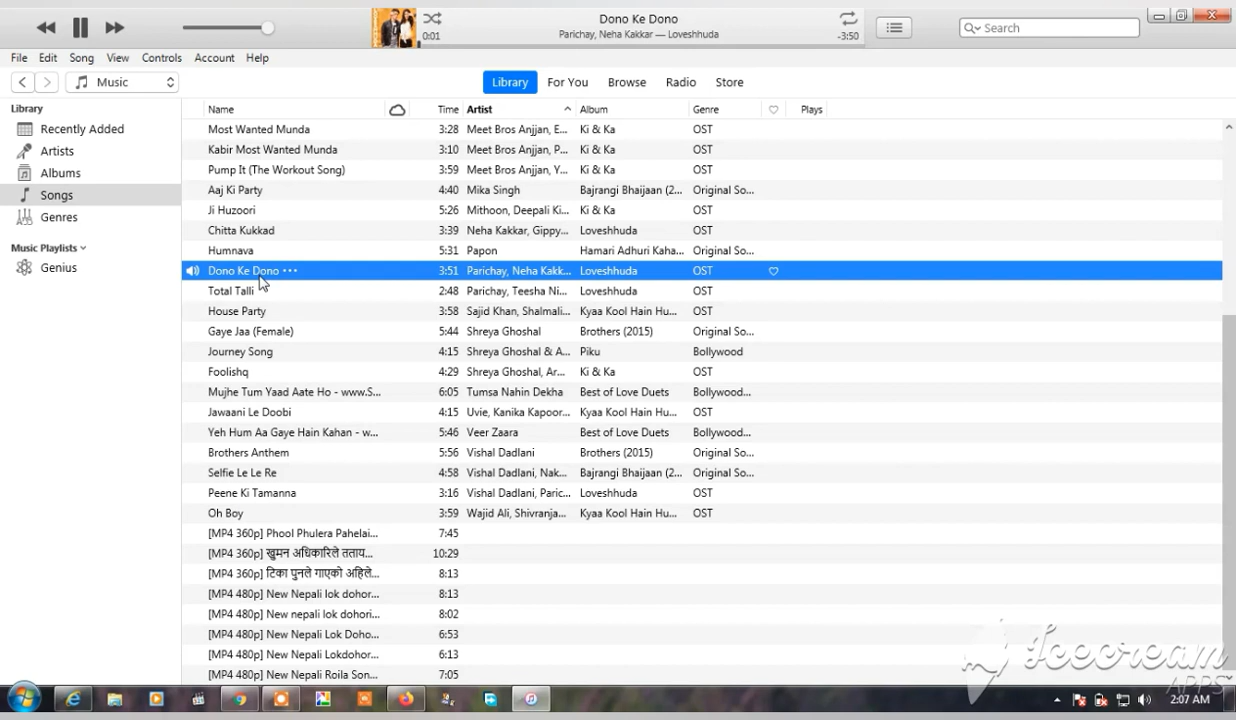 0:01
Dono Ke Dono
Parichay, Neha Kakkar — Loveshhuda
-3:50
Search
File Edit Song View Controls Account Help
Music
Library For You Browse Radio Store
Library
Recently Added
Artists
Albums
Songs
Genres
Music Playlists
Genius
Name Time Artist Album Genre Plays
Most Wanted Munda 3:28 Meet Bros Anjjan, E... Ki & Ka OST
Kabir Most Wanted Munda 3:10 Meet Bros Anjjan, P... Ki & Ka OST
Pump It (The Workout Song) 3:59 Meet Bros Anjjan, Y... Ki & Ka OST
Aaj Ki Party 4:40 Mika Singh Bajrangi Bhaijaan (2... Original So...
Ji Huzoori 5:26 Mithoon, Deepali Ki... Ki & Ka OST
Chitta Kukkad 3:39 Neha Kakkar, Gippy... Loveshhuda OST
Humnava 5:31 Papon Hamari Adhuri Kaha... Original So...
Dono Ke Dono ••• 3:51 Parichay, Neha Kakk... Loveshhuda OST
Total Talli 2:48 Parichay, Teesha Ni... Loveshhuda OST
House Party 3:58 Sajid Khan, Shalmali... Kyaa Kool Hain Hu... OST
Gaye Jaa (Female) 5:44 Shreya Ghoshal Brothers (2015) Original So...
Journey Song 4:15 Shreya Ghoshal & A... Piku Bollywood
Foolishq 4:29 Shreya Ghoshal, Ar... Ki & Ka OST
Mujhe Tum Yaad Aate Ho - www.S... 6:05 Tumsa Nahin Dekha Best of Love Duets Bollywood...
Jawaani Le Doobi 4:15 Uvie, Kanika Kapoor... Kyaa Kool Hain Hu... OST
Yeh Hum Aa Gaye Hain Kahan - w... 5:46 Veer Zaara Best of Love Duets Bollywood...
Brothers Anthem 5:56 Vishal Dadlani Brothers (2015) Original So...
Selfie Le Le Re 4:58 Vishal Dadlani, Nak... Bajrangi Bhaijaan (2... Original So...
Peene Ki Tamanna 3:16 Vishal Dadlani, Paric... Loveshhuda OST
Oh Boy 3:59 Wajid Ali, Shivranja... Kyaa Kool Hain Hu... OST
[MP4 360p] Phool Phulera Pahelai... 7:45
[MP4 360p] खुमन अधिकारिले तताय... 10:29
[MP4 360p] टिका पुनले गाएको अहिले... 8:13
[MP4 480p] New Nepali lok dohor... 8:13
[MP4 480p] New nepali lok dohori... 8:02
[MP4 480p] New Nepali Lok Doho... 6:53
[MP4 480p] New Nepali Lokdohor... 6:13
[MP4 480p] New Nepali Roila Son... 7:05
Icecream
APPS
2:07 AM